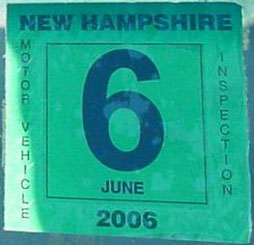 NEW HAMPSHIRE
MOTOR VEHICLE
6
INSPECTION
JUNE
2006